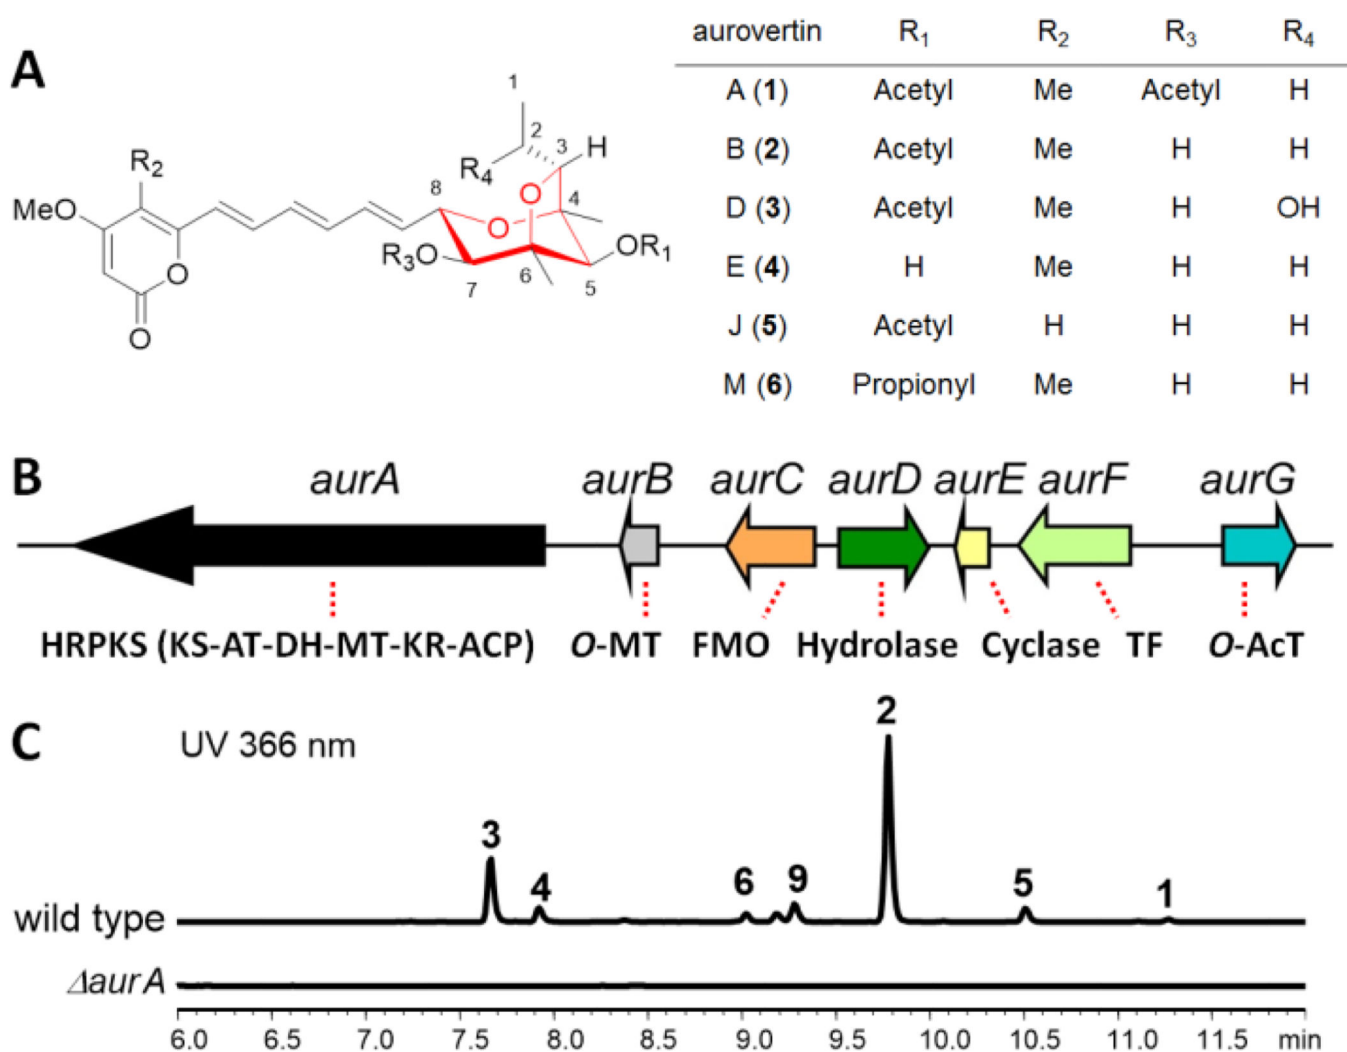 A
aurovertin R1 R2 R3 R4
A (1) Acetyl Me Acetyl H
B (2) Acetyl Me H H
D (3) Acetyl Me H OH
E (4) H Me H H
J (5) Acetyl H H H
M (6) Propionyl Me H H
1
2
3 H
R2
R4
O
8
4
MeO
O
OR1
R3O
6
5
7
O
O
B
aurA aurB aurC aurD aurE aurF aurG
HRPKS (KS-AT-DH-MT-KR-ACP) O-MT FMO Hydrolase Cyclase TF O-AcT
C
UV 366 nm
2
3
4
6
9
5
1
wild type
ΔaurA
6.0 6.5 7.0 7.5 8.0 8.5 9.0 9.5 10.0 10.5 11.0 11.5 min